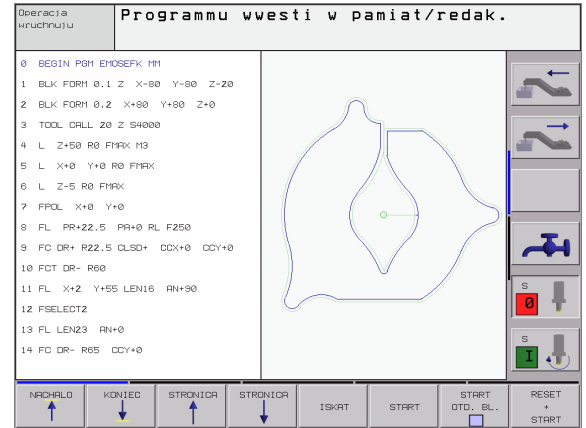 Operacja
wruchnuju
Programmu wwesti w pamiat/redak.
0 BEGIN PGM EMOSEFK MM
1 BLK FORM 0.1 Z X-80 Y-80 Z-20
2 BLK FORM 0.2 X+80 Y+80 Z+0
3 TOOL CALL 20 Z S4000
4 L Z+50 R0 FMAX M3
5 L X+0 Y+0 R0 FMAX
6 L Z-5 R0 FMAX
7 FPOL X+0 Y+0
8 FL PR+22.5 PA+0 RL F250
9 FC DR+ R22.5 CLSD+ CCX+0 CCY+0
10 FCT DR- R60
11 FL X+2 Y+55 LEN16 AN+90
12 FSELECT2
13 FL LEN23 AN+0
14 FC DR- R65 CCY+0
S
0
S
I
NACHALO
KONIEC
STRONICA
STRONICA
ISKAT
START
START
OTD. BL.
RESET
+
START